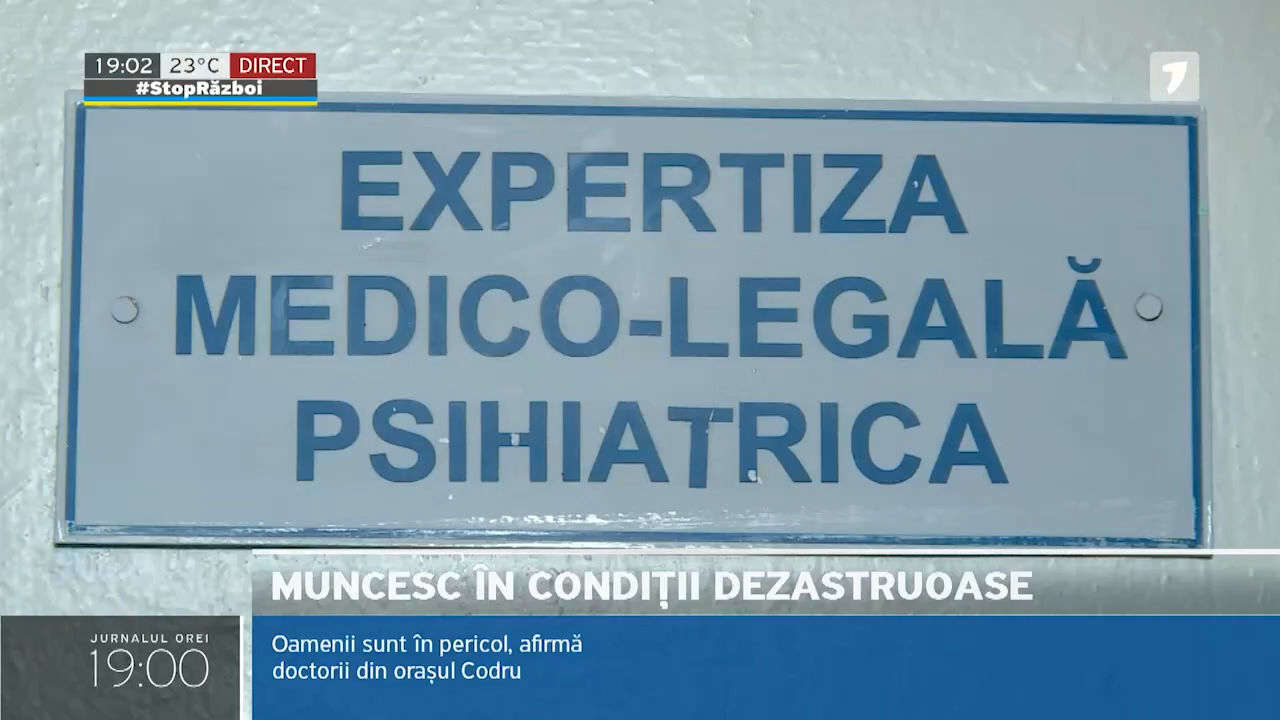 19:02 23°C DIRECT
#StopRăzboi
EXPERTIZA
MEDICO-LEGALĂ
PSIHIATRICA
MUNCESC ÎN CONDIȚII DEZASTRUOASE
JURNALUL OREI
19:00
Oamenii sunt în pericol, afirmă
doctorii din orașul Codru